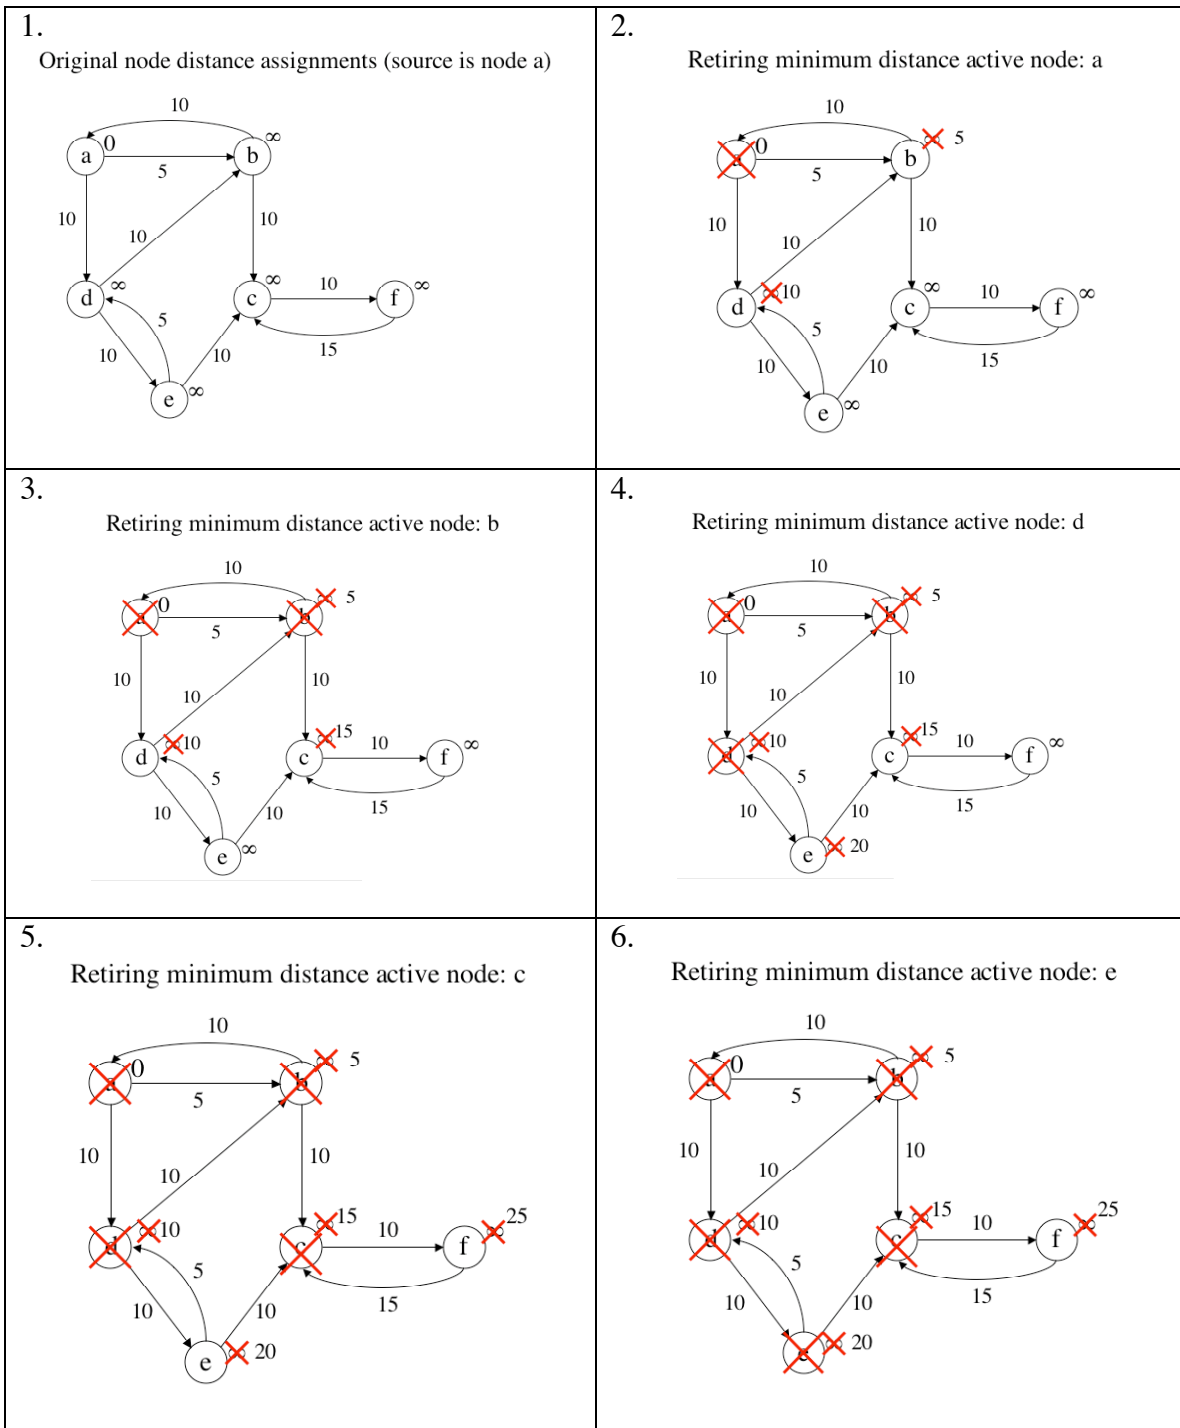 1.
Original node distance assignments (source is node a)
10
a 0 b ∞
5
10 10 10
d ∞ c ∞ 10 f ∞
5 15
10 10
e ∞
2.
Retiring minimum distance active node: a
10
a 0 b ∞ 5
5
10 10 10
d ∞ 10 c ∞ 10 f ∞
5 15
10 10
e ∞
3.
Retiring minimum distance active node: b
10
a 0 b ∞ 5
5
10 10 10
d ∞ 10 c ∞ 15 10 f ∞
5 15
10 10
e ∞
4.
Retiring minimum distance active node: d
10
a 0 b ∞ 5
5
10 10 10
d ∞ 10 c ∞ 15 10 f ∞
5 15
10 10
e ∞ 20
5.
Retiring minimum distance active node: c
10
a 0 b ∞ 5
5
10 10 10
d ∞ 10 c ∞ 15 10 f ∞ 25
5 15
10 10
e ∞ 20
6.
Retiring minimum distance active node: e
10
a 0 b ∞ 5
5
10 10 10
d ∞ 10 c ∞ 15 10 f ∞ 25
5 15
10 10
e ∞ 20